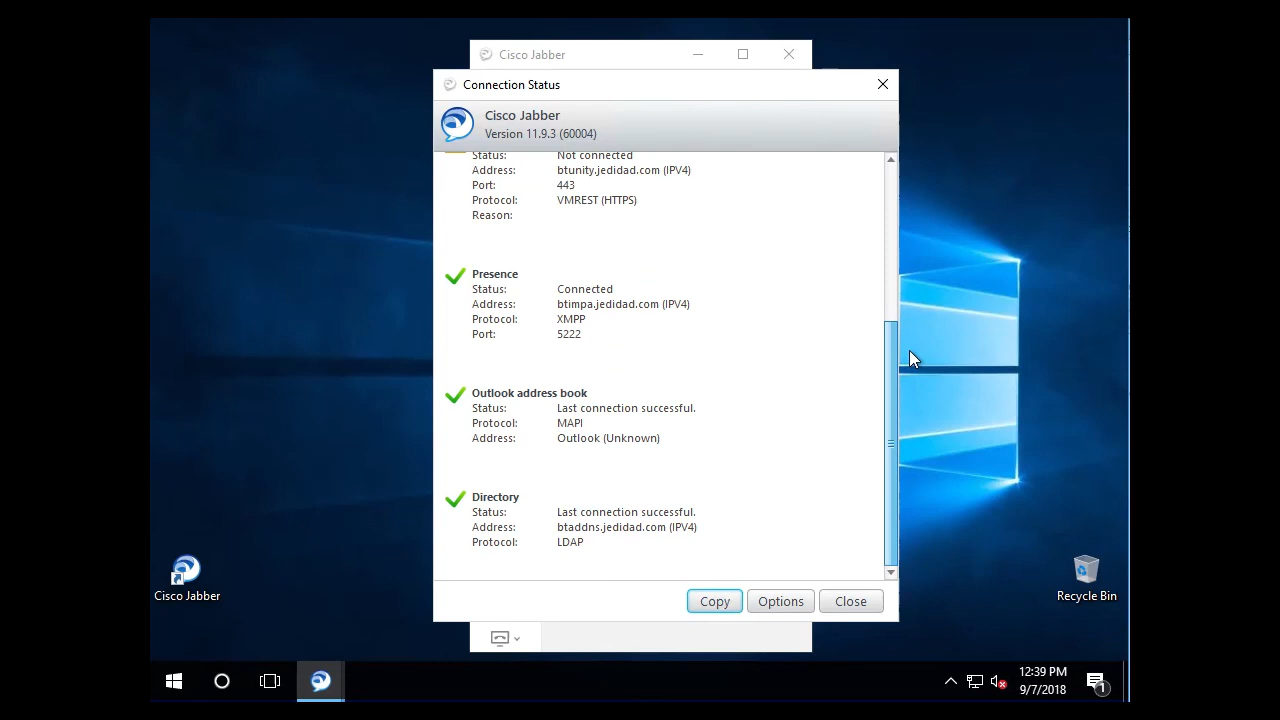 Cisco Jabber
Connection Status
Cisco Jabber
Version 11.9.3 (60004)
Status: Not connected
Address: btunity.jedidad.com (IPV4)
Port: 443
Protocol: VMREST (HTTPS)
Reason:
Presence
Status: Connected
Address: btimpa.jedidad.com (IPV4)
Protocol: XMPP
Port: 5222
Outlook address book
Status: Last connection successful.
Protocol: MAPI
Address: Outlook (Unknown)
Directory
Status: Last connection successful.
Address: btaddns.jedidad.com (IPV4)
Protocol: LDAP
Copy Options Close
Cisco Jabber
Recycle Bin
12:39 PM
9/7/2018
1